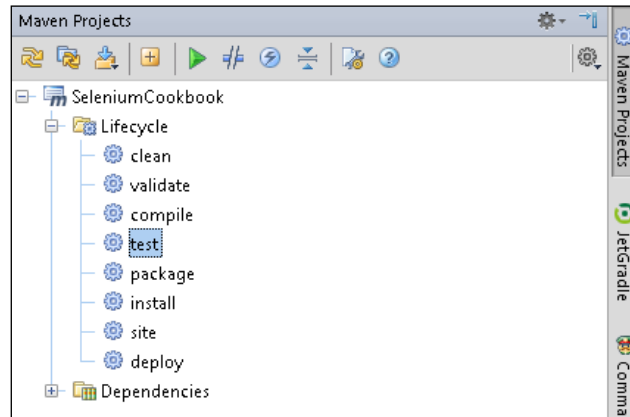 Maven Projects
SeleniumCookbook
Lifecycle
clean
validate
compile
test
package
install
site
deploy
Dependencies
Maven Projects
JetGradle
Comma